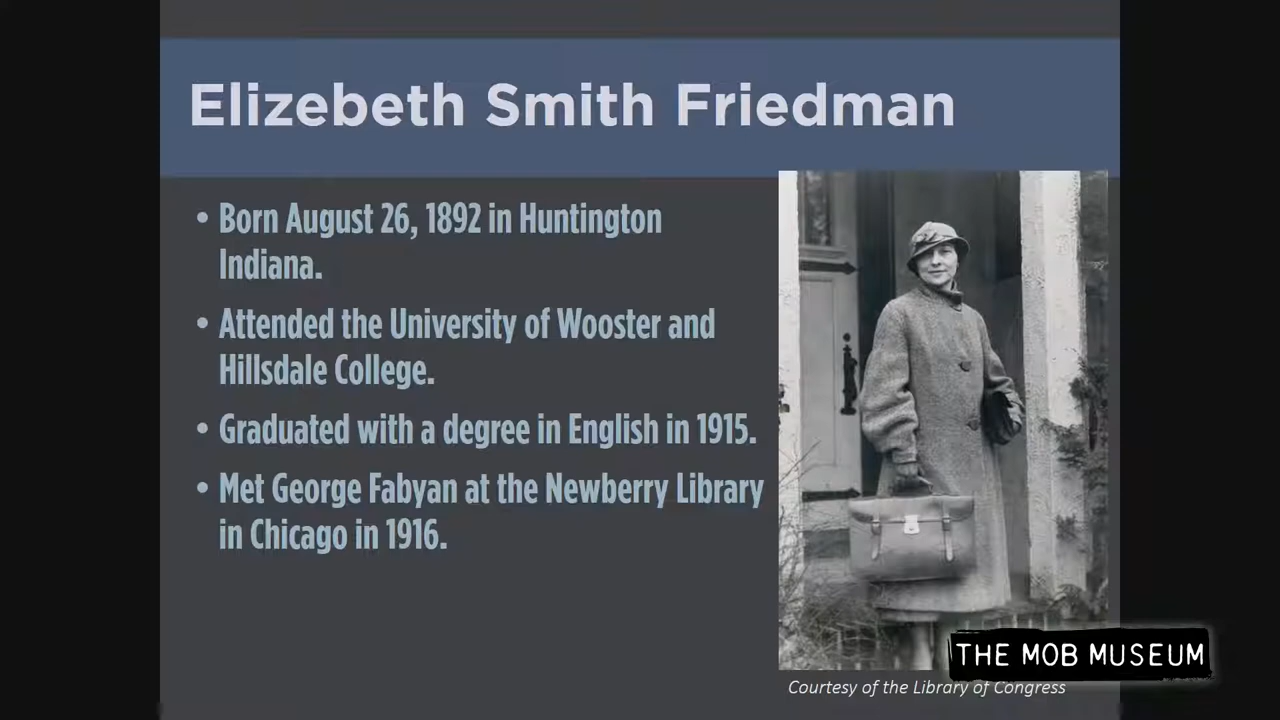 Elizebeth Smith Friedman
• Born August 26, 1892 in Huntington
Indiana.
• Attended the University of Wooster and
Hillsdale College.
• Graduated with a degree in English in 1915.
• Met George Fabyan at the Newberry Library
in Chicago in 1916.
THE MOB MUSEUM
Courtesy of the Library of Congress